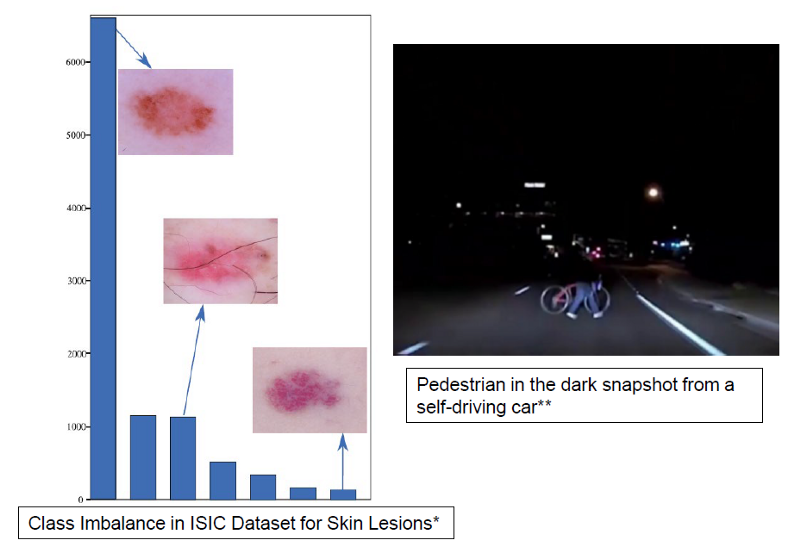 6000
5000
4000
3000
2000
1000
0
Class Imbalance in ISIC Dataset for Skin Lesions*
Pedestrian in the dark snapshot from a
self-driving car**